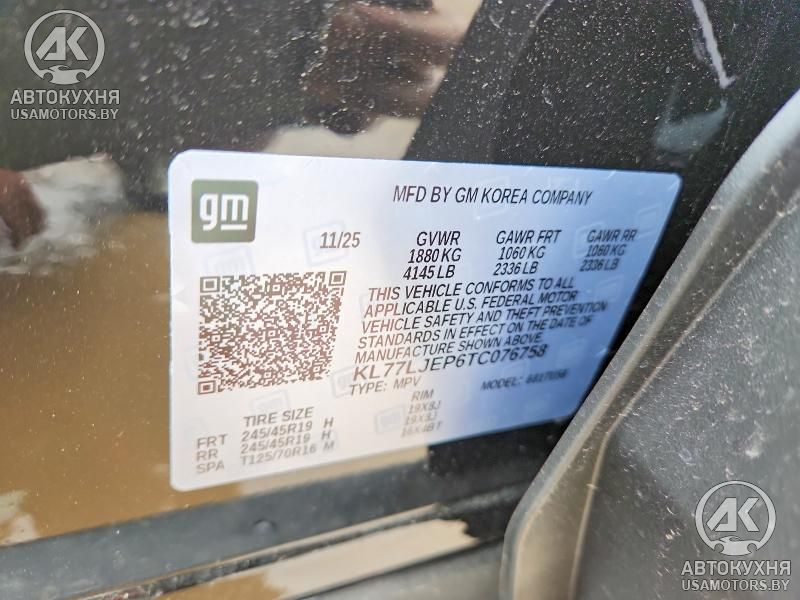 AK
АВТОКУХНЯ
USAMOTORS.BY
gm
MFD BY GM KOREA COMPANY
11/25 GVWR GAWR FRT GAWR RR
1880 KG 1060 KG 1060 KG
4145 LB 2336 LB 2336 LB
THIS VEHICLE CONFORMS TO ALL
APPLICABLE U.S. FEDERAL MOTOR
VEHICLE SAFETY AND THEFT PREVENTION
STANDARDS IN EFFECT ON THE DATE OF
MANUFACTURE SHOWN ABOVE.
KL77LJEP6TC076758
TYPE: MPV MODEL:
TIRE SIZE RIM
FRT 245/45R19 H 19X8J
RR 245/45R19 H 19X8J
SPA T125/70R16 M 16X4BT
AK
АВТОКУХНЯ
USAMOTORS.BY